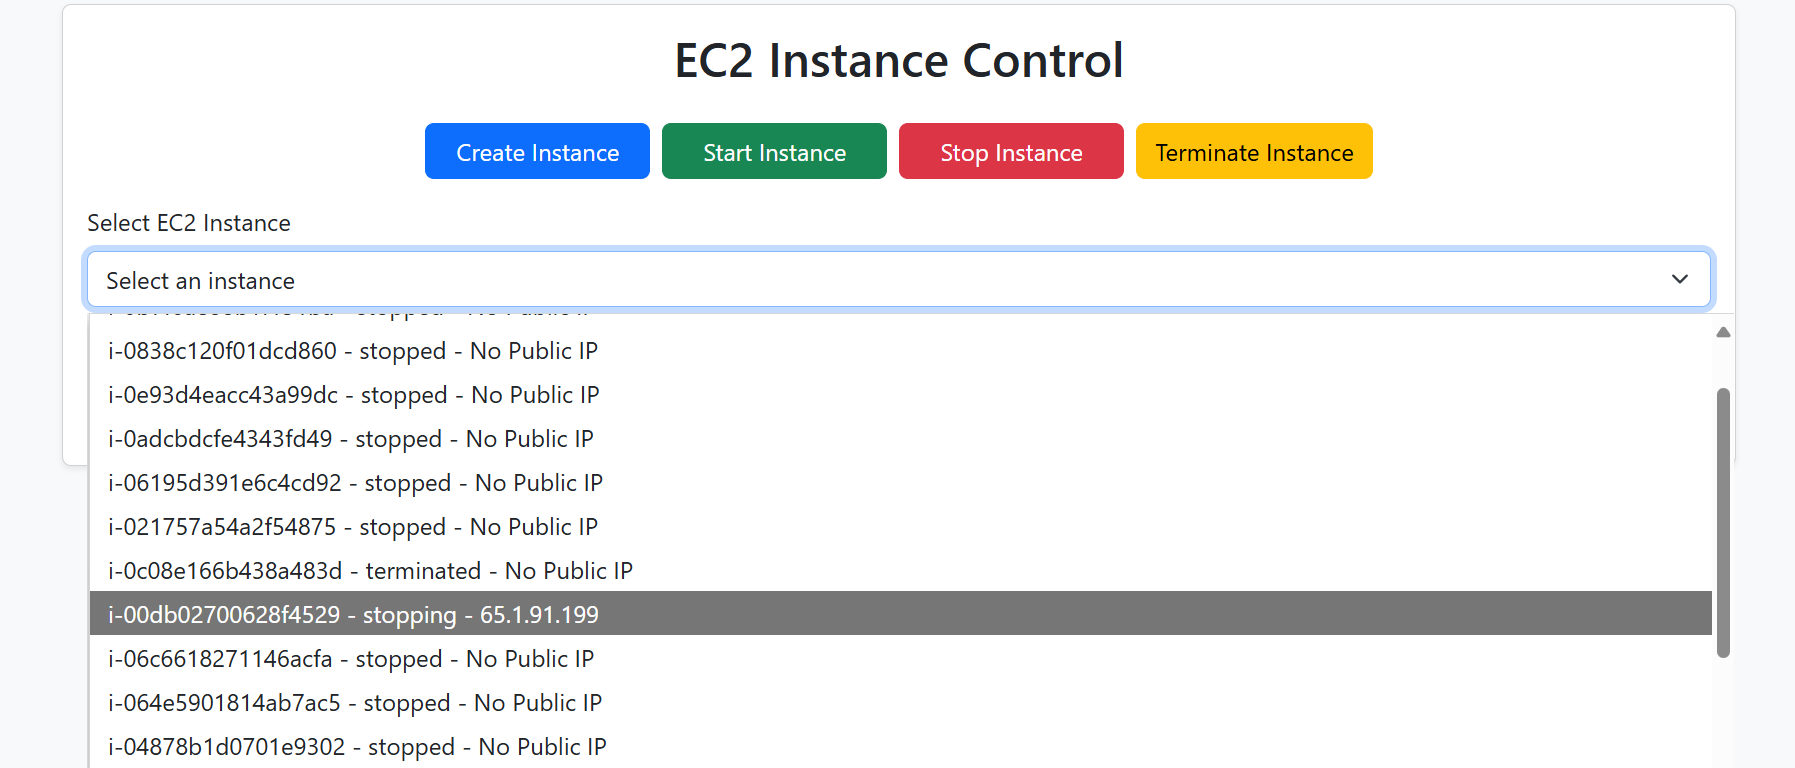 EC2 Instance Control
Create Instance Start Instance Stop Instance Terminate Instance
Select EC2 Instance
Select an instance
i-0838c120f01dcd860 - stopped - No Public IP
i-0e93d4eacc43a99dc - stopped - No Public IP
i-0adcbdcfe4343fd49 - stopped - No Public IP
i-06195d391e6c4cd92 - stopped - No Public IP
i-021757a54a2f54875 - stopped - No Public IP
i-0c08e166b438a483d - terminated - No Public IP
i-00db02700628f4529 - stopping - 65.1.91.199
i-06c6618271146acfa - stopped - No Public IP
i-064e5901814ab7ac5 - stopped - No Public IP
i-04878b1d0701e9302 - stopped - No Public IP